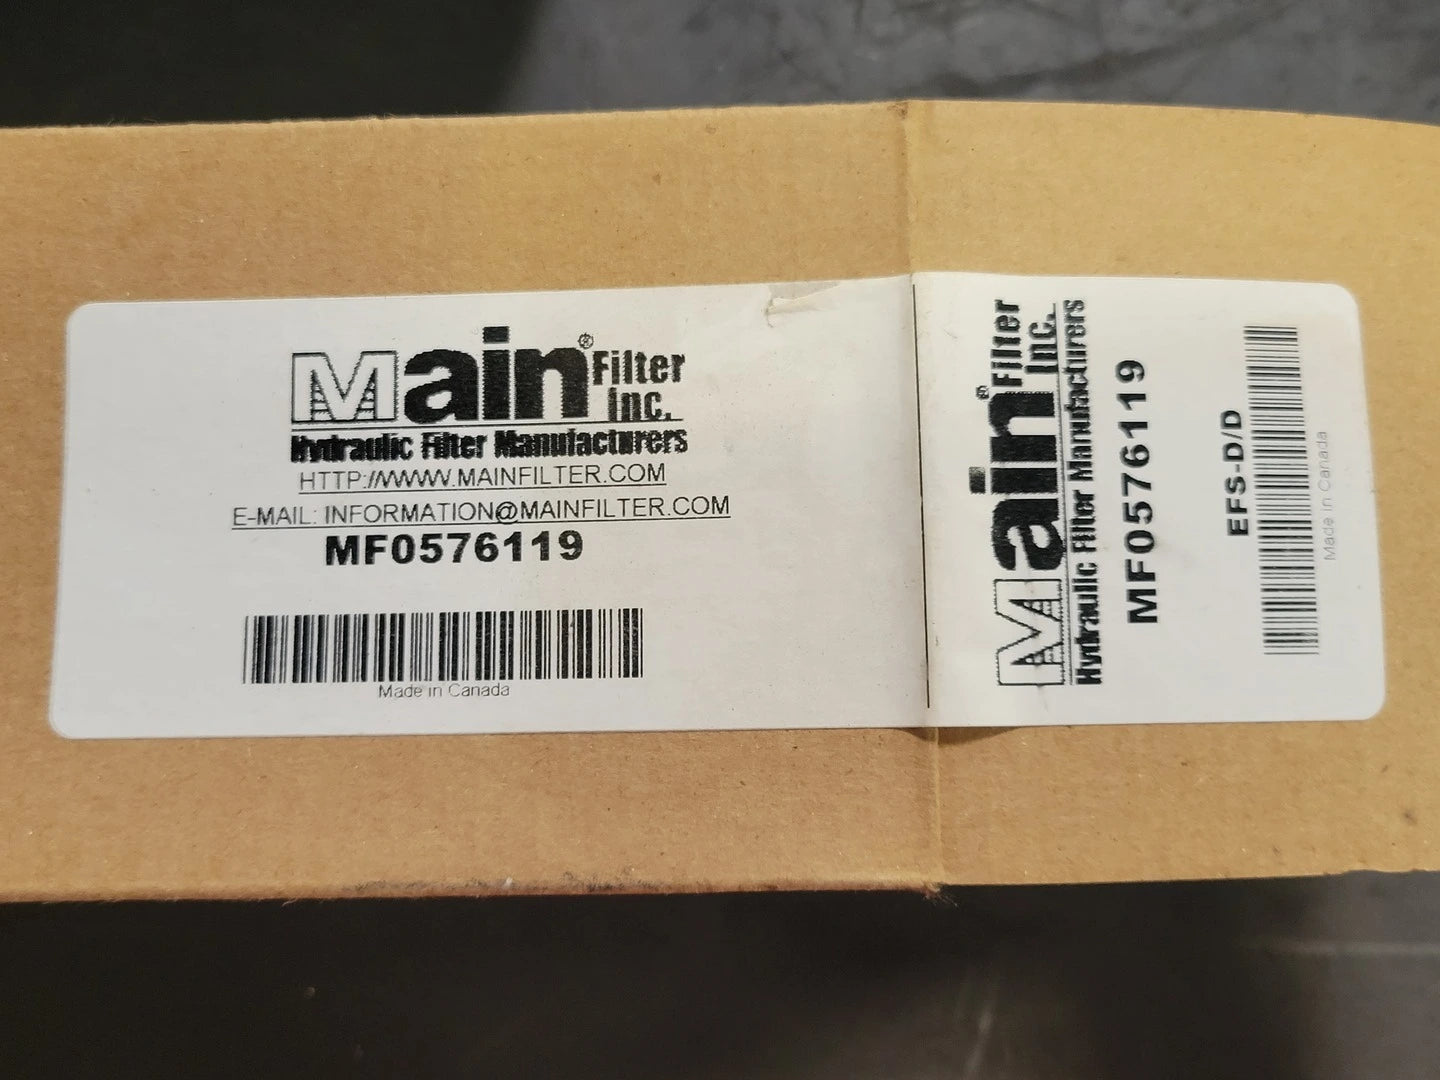 Main® Filter Inc.
Hydraulic Filter Manufacturers
HTTP://WWW.MAINFILTER.COM
E-MAIL: INFORMATION@MAINFILTER.COM
MF0576119
Made in Canada
Main® Filter Inc.
Hydraulic Filter Manufacturers
MF0576119
EFS-D/D
Made in Canada